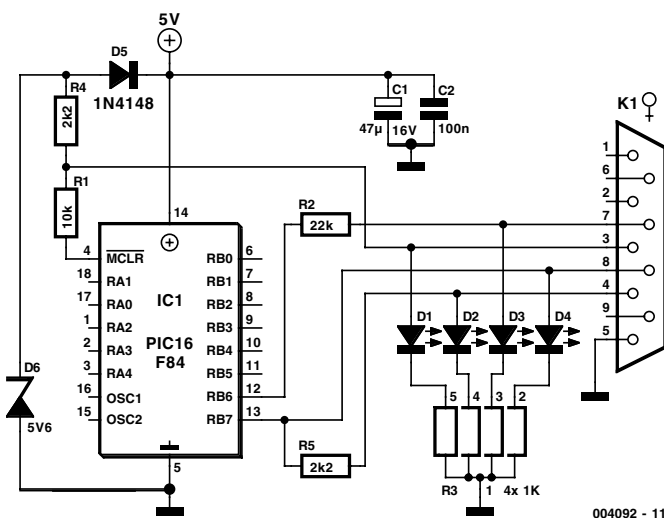 5V
D5
1N4148
R4
2k2
R1
10k
C1
47µ 16V
C2
100n
K1
1
6
2
7
3
8
4
9
5
R2
22k
14
4 MCLR
18 RA1
17 RA0
1 RA2
2 RA3
3 RA4
16 OSC1
15 OSC2
IC1
PIC16
F84
RB0 6
RB1 7
RB2 8
RB3 9
RB4 10
RB5 11
RB6 12
RB7 13
5
D6
5V6
R5
2k2
D1
D2
D3
D4
5 4 3 2
R3 1 4x 1K
004092 - 11